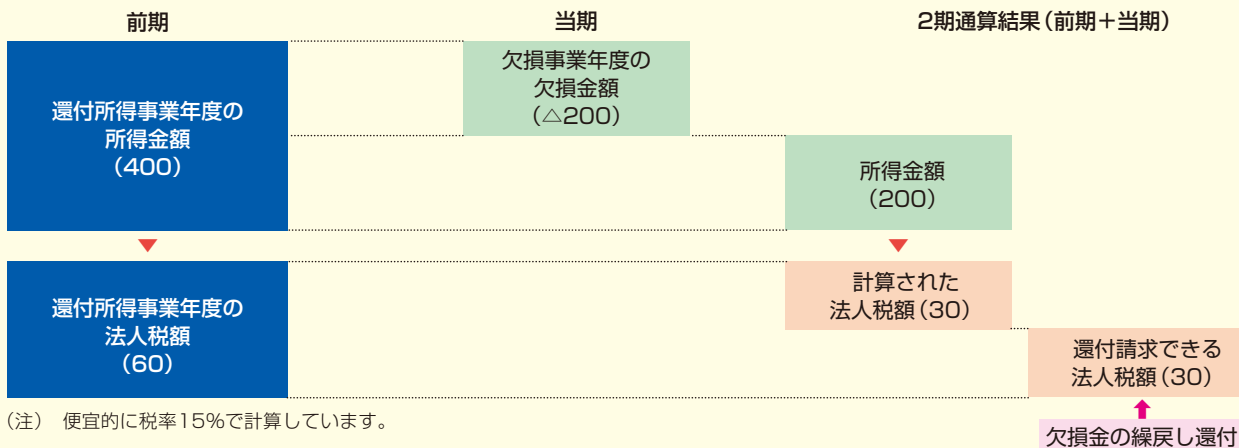 前期
当期
2期通算結果(前期＋当期)
還付所得事業年度の
所得金額
(400)
欠損事業年度の
欠損金額
(△200)
所得金額
(200)
還付所得事業年度の
法人税額
(60)
計算された
法人税額(30)
還付請求できる
法人税額(30)
(注) 便宜的に税率15%で計算しています。
欠損金の繰戻し還付